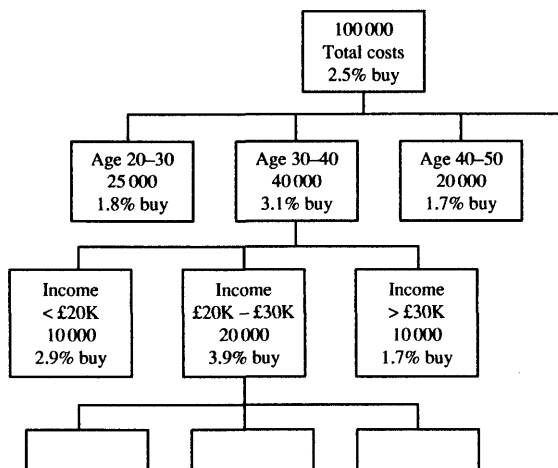 100 000
Total costs
2.5% buy
Age 20–30
25 000
1.8% buy
Age 30–40
40 000
3.1% buy
Age 40–50
20 000
1.7% buy
Income
< £20K
10 000
2.9% buy
Income
£20K – £30K
20 000
3.9% buy
Income
> £30K
10 000
1.7% buy